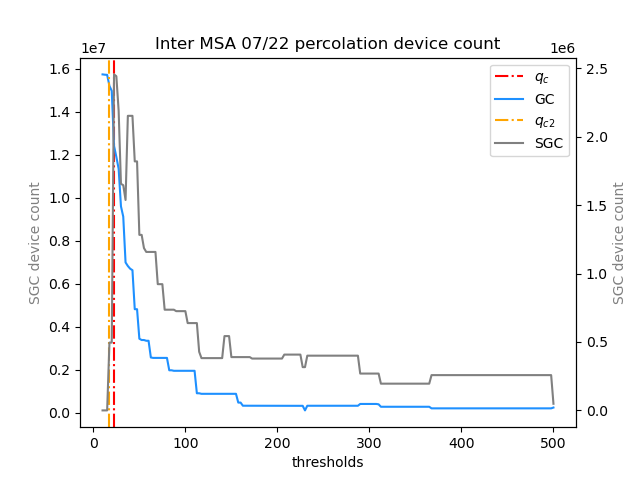 Inter MSA 07/22 percolation device count
1e7
1e6
SGC device count
1.6
1.4
1.2
1.0
0.8
0.6
0.4
0.2
0.0
q_c
GC
q_c2
SGC
2.5
2.0
1.5
1.0
0.5
0.0
SGC device count
0 100 200 300 400 500
thresholds